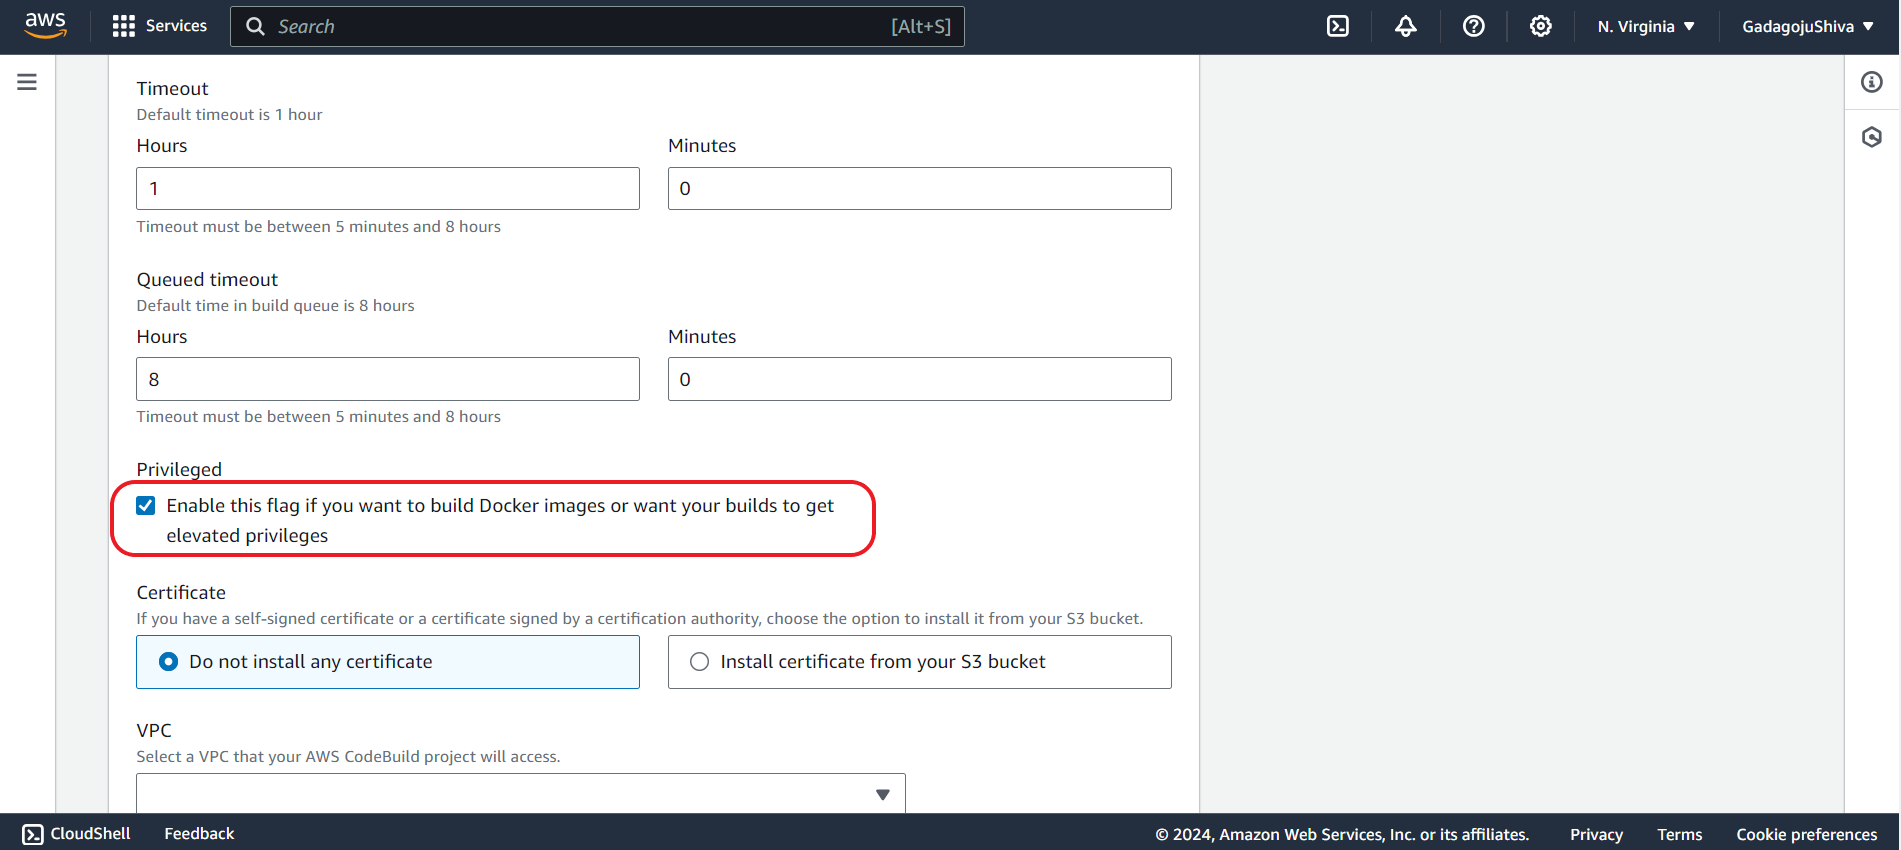 aws
Services
Search
[Alt+S]
N. Virginia
GadagojuShiva
Timeout
Default timeout is 1 hour
Hours
Minutes
1
0
Timeout must be between 5 minutes and 8 hours
Queued timeout
Default time in build queue is 8 hours
Hours
Minutes
8
0
Timeout must be between 5 minutes and 8 hours
Privileged
Enable this flag if you want to build Docker images or want your builds to get
elevated privileges
Certificate
If you have a self-signed certificate or a certificate signed by a certification authority, choose the option to install it from your S3 bucket.
Do not install any certificate
Install certificate from your S3 bucket
VPC
Select a VPC that your AWS CodeBuild project will access.
CloudShell
Feedback
© 2024, Amazon Web Services, Inc. or its affiliates.
Privacy
Terms
Cookie preferences